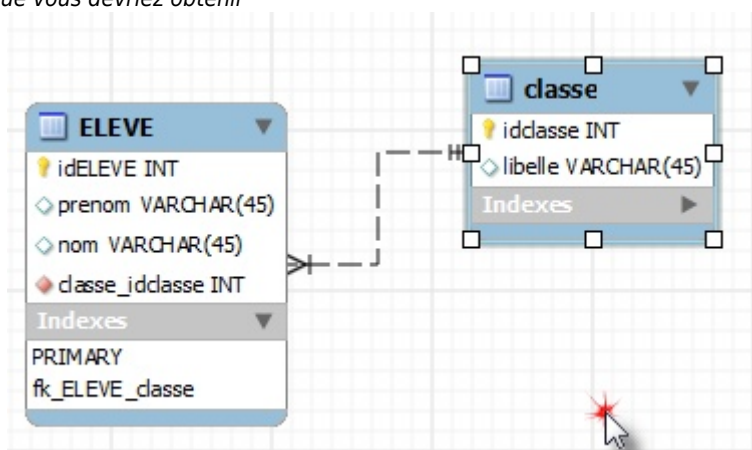 que vous devriez obtenir
ELEVE
idELEVE INT
prenom VARCHAR(45)
nom VARCHAR(45)
classe_idclasse INT
Indexes
PRIMARY
fk_ELEVE_classe
classe
idclasse INT
libelle VARCHAR(45)
Indexes